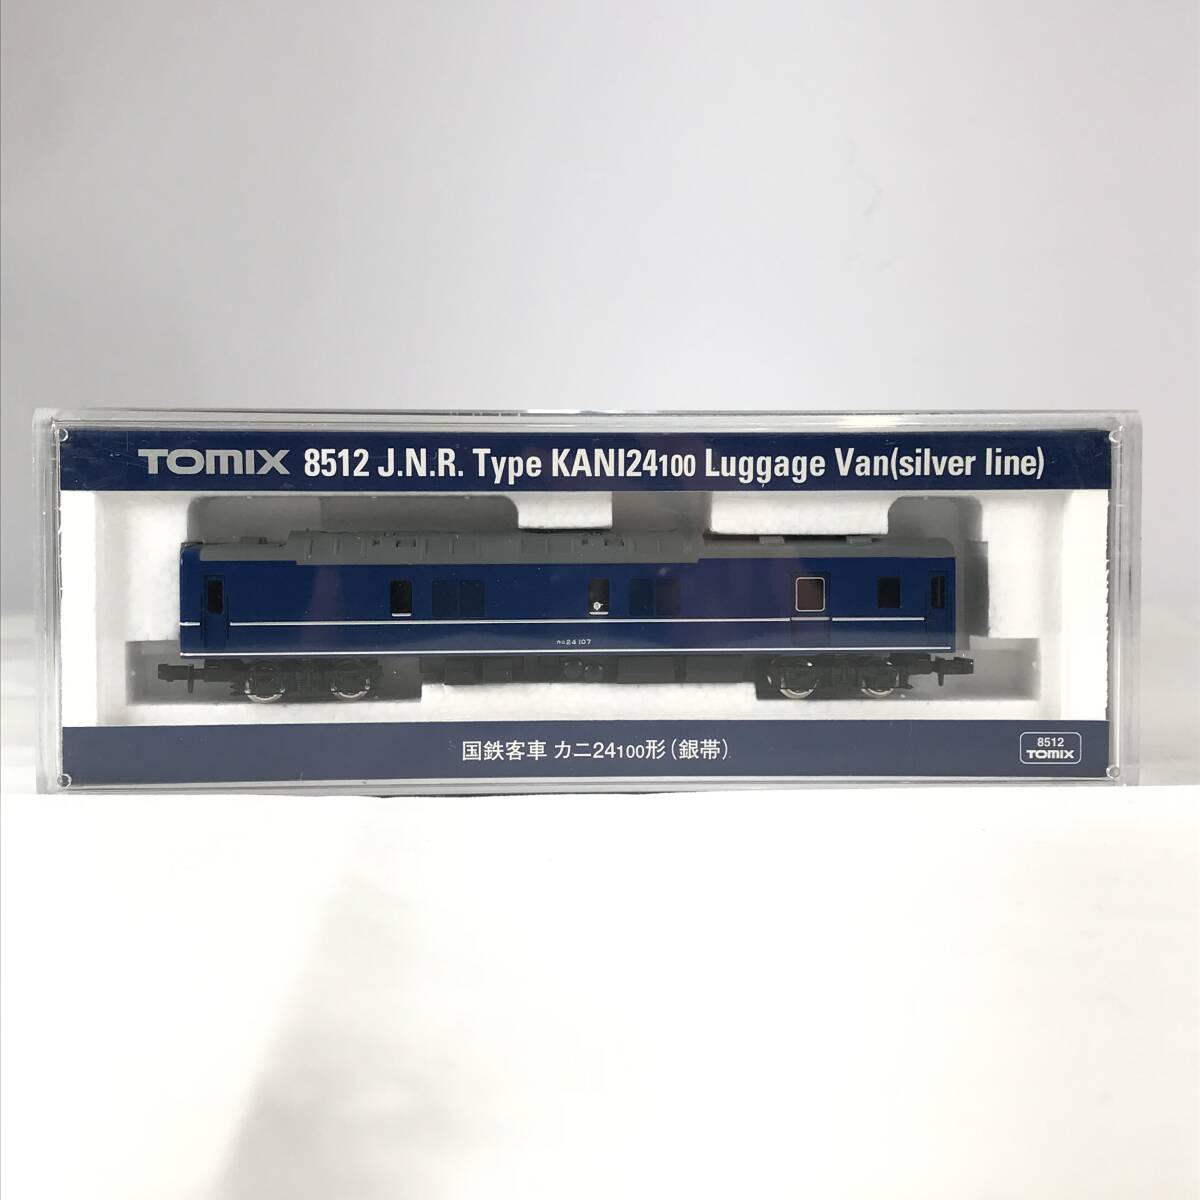 TOMIX 8512 J.N.R. Type KANI24100 Luggage Van(silver line)
カニ24 107
国鉄客車 カニ24100形(銀帯)
8512
TOMIX